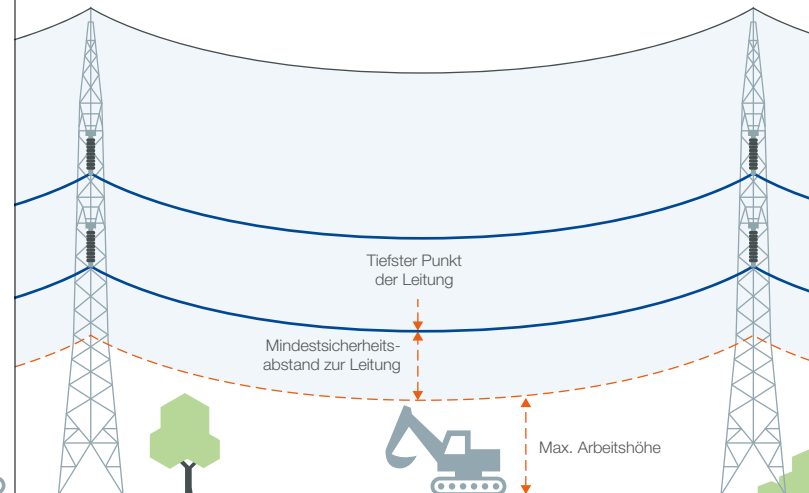 Tiefster Punkt
der Leitung
Mindestsicherheits-
abstand zur Leitung
Max. Arbeitshöhe